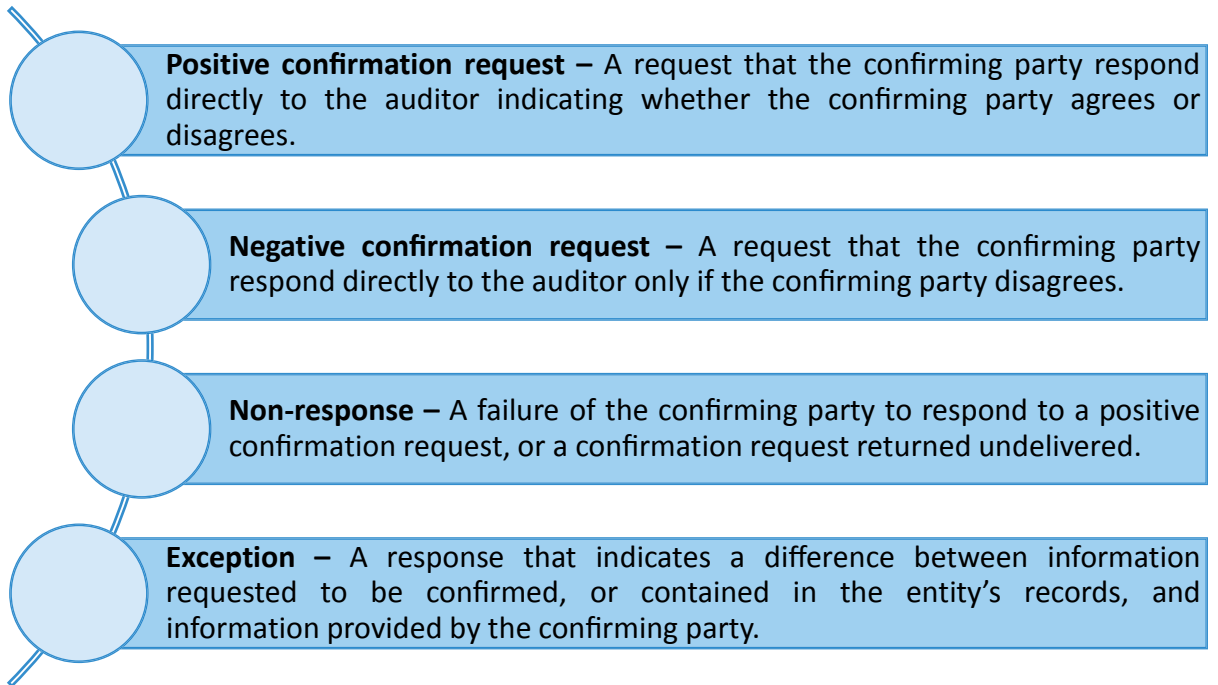 Positive confirmation request – A request that the confirming party respond
directly to the auditor indicating whether the confirming party agrees or
disagrees.
Negative confirmation request – A request that the confirming party
respond directly to the auditor only if the confirming party disagrees.
Non-response – A failure of the confirming party to respond to a positive
confirmation request, or a confirmation request returned undelivered.
Exception – A response that indicates a difference between information
requested to be confirmed, or contained in the entity’s records, and
information provided by the confirming party.